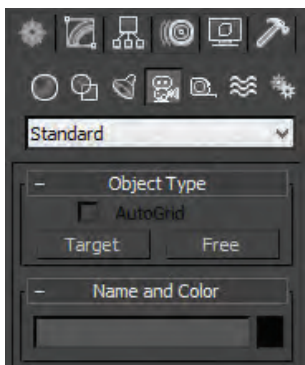 Standard
Object Type
AutoGrid
Target Free
Name and Color